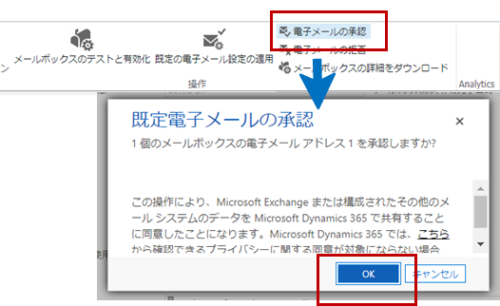 電子メールの承認
電子メールの拒否
メールボックスのテストと有効化
既定の電子メール設定の適用
メールボックスの詳細をダウンロード
ン
操作
Analytics
既定電子メールの承認
×
1 個のメールボックスの電子メール アドレス 1 を承認しますか?
この操作により、Microsoft Exchange または構成されたその他のメ
ール システムのデータを Microsoft Dynamics 365 で共有すること
に同意したことになります。Microsoft Dynamics 365 では、こちら
から確認できるプライバシーに関する同意が対象にならない場合
OK
キャンセル